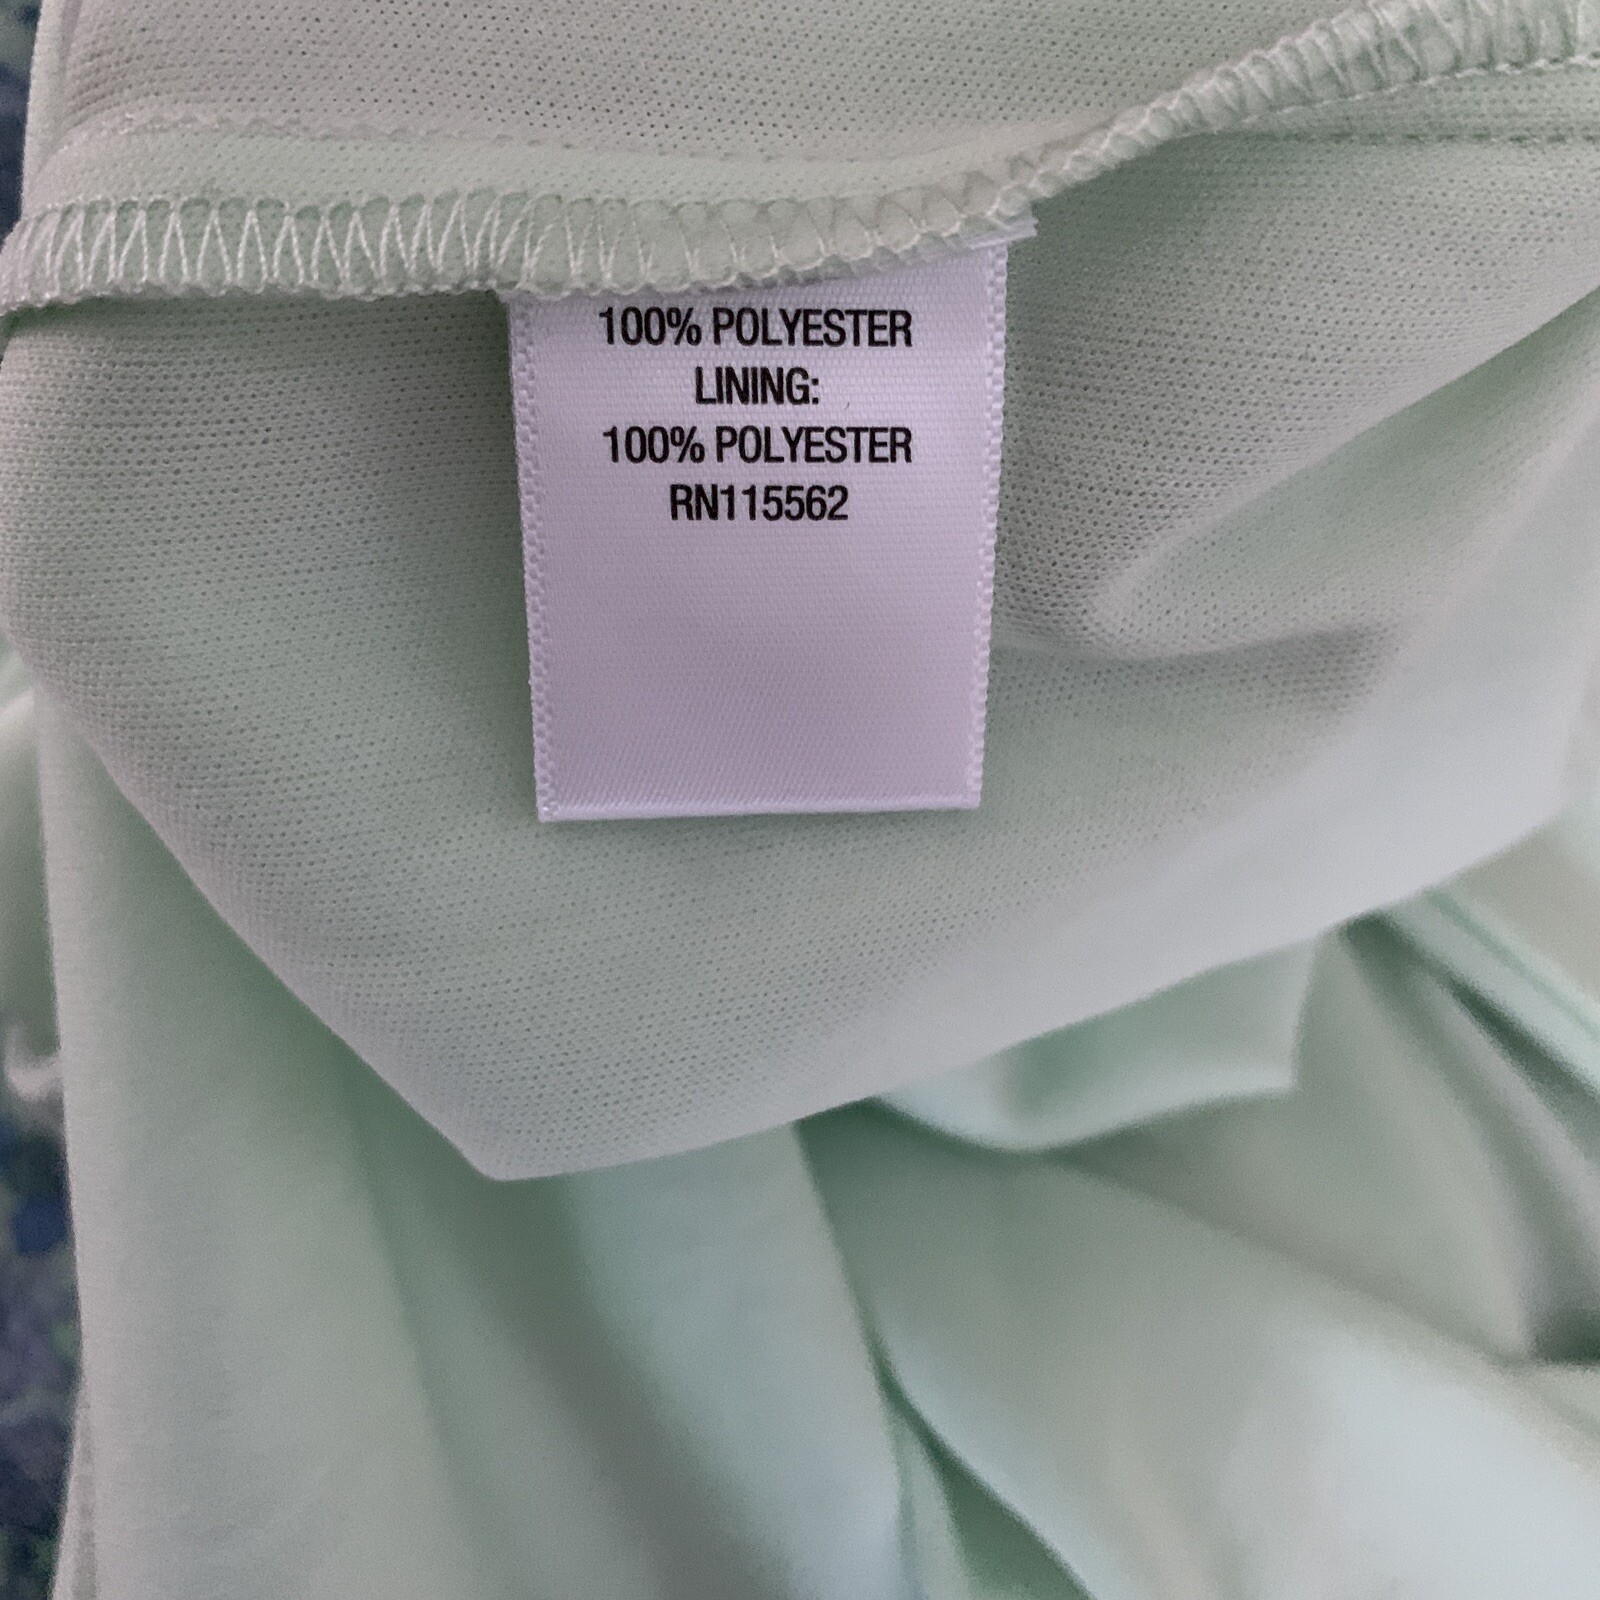 100% POLYESTER
LINING:
100% POLYESTER
RN115562